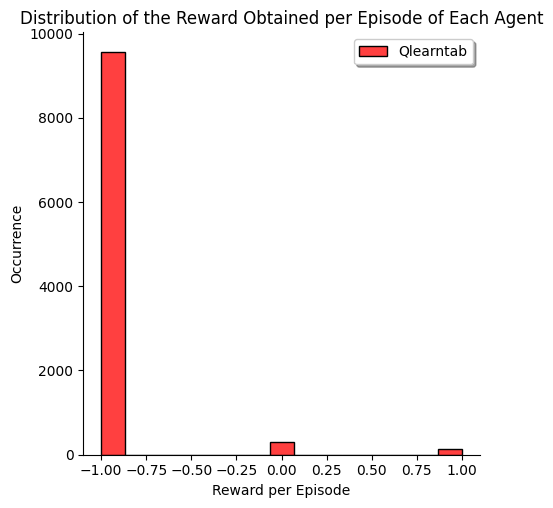 Distribution of the Reward Obtained per Episode of Each Agent
Qlearntab
10000
8000
6000
4000
2000
0
Occurrence
−1.00 −0.75 −0.50 −0.25 0.00 0.25 0.50 0.75 1.00
Reward per Episode